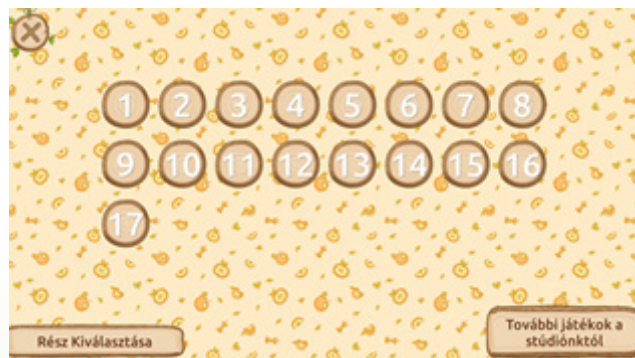 1 2 3 4 5 6 7 8
9 10 11 12 13 14 15 16
17
Rész Kiválasztása
További játékok a
stúdiónktól